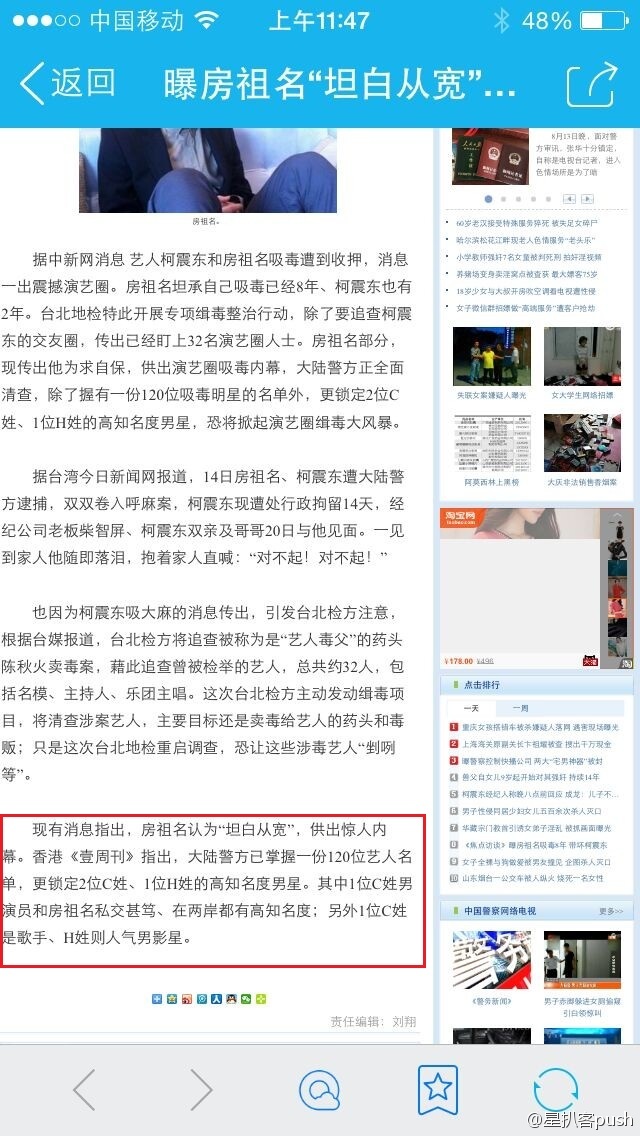 中国移动
上午11:47
48%
返回
曝房祖名“坦白从宽”...
房祖名。
据中新网消息 艺人柯震东和房祖名吸毒遭到收押，消息
一出震撼演艺圈。房祖名坦承自己吸毒已经8年、柯震东也有
2年。台北地检特此开展专项缉毒整治行动，除了要追查柯震
东的交友圈，传出已经盯上32名演艺圈人士。房祖名部分，
现传出他为求自保，供出演艺圈吸毒内幕，大陆警方正全面
清查，除了握有一份120位吸毒明星的名单外，更锁定2位C
姓、1位H姓的高知名度男星，恐将掀起演艺圈缉毒大风暴。
据台湾今日新闻网报道，14日房祖名、柯震东遭大陆警
方逮捕，双双卷入呼麻案，柯震东现遭处行政拘留14天，经
纪公司老板柴智屏、柯震东双亲及哥哥20日与他见面。一见
到家人他随即落泪，抱着家人直喊：“对不起！对不起！”
也因为柯震东吸大麻的消息传出，引发台北检方注意，
根据台媒报道，台北检方将追查被称为是“艺人毒父”的药头
陈秋火卖毒案，藉此追查曾被检举的艺人，总共约32人，包
括名模、主持人、乐团主唱。这次台北检方主动发动缉毒项
目，将清查涉案艺人，主要目标还是卖毒给艺人的药头和毒
贩；只是这次台北地检重启调查，恐让这些涉毒艺人“剉咧
等”。
现有消息指出，房祖名认为“坦白从宽”，供出惊人内
幕。香港《壹周刊》指出，大陆警方已掌握一份120位艺人名
单，更锁定2位C姓、1位H姓的高知名度男星。其中1位C姓男
演员和房祖名私交甚笃、在两岸都有高知名度；另外1位C姓
是歌手、H姓则人气男影星。
责任编辑：刘翔
8月13日晚，面对警
方审讯，张华十分镇定，
自称是电视台记者，进入
色情场所是为了暗
60岁老汉接受特殊服务猝死 被失足女碎尸
哈尔滨松花江畔现老人色情服务“老头乐”
小学教师强奸7名女童被判死刑 拍奸淫视频
养猪场变身卖淫窝点被查获 最大嫖客75岁
18岁少女与大叔开房吹空调看电视遭性侵
女子微信群招嫖做“高端服务”遭客户抢劫
失联女案嫌疑人曝光
女大学生网络招嫖
阿莫西林上黑榜
大庆非法销售香烟案
淘宝网
Taobao.com
¥178.00 ¥496
天猫
淘
点击排行
一天
一周
1 重庆女孩搭错车被杀嫌疑人落网 遇害现场曝光
2 上海海关原副关长卞祖耀被查 搜出千万现金
3 曝警察控制快播公司 两大“宅男神器”被封
4 兽父自女儿9岁起开始对其强奸 持续14年
5 柯震东经纪人称晚八点前回应 成龙：儿子不…
6 男子性侵同居少妇女儿五百余次杀人灭口
7 华藏宗门教首引诱女弟子淫乱 被抓画面曝光
8 《焦点访谈》曝房祖名吸毒8年 带坏柯震东
9 女子全裸与狗做爱被男友撞见 企图杀人灭口
10 山东烟台一公交车被人纵火 烧死一名女性
中国警察网络电视
更多>>
《警务新闻》
男子赤脚躲进女厕偷窥
引白领惊叫
@星扒客push